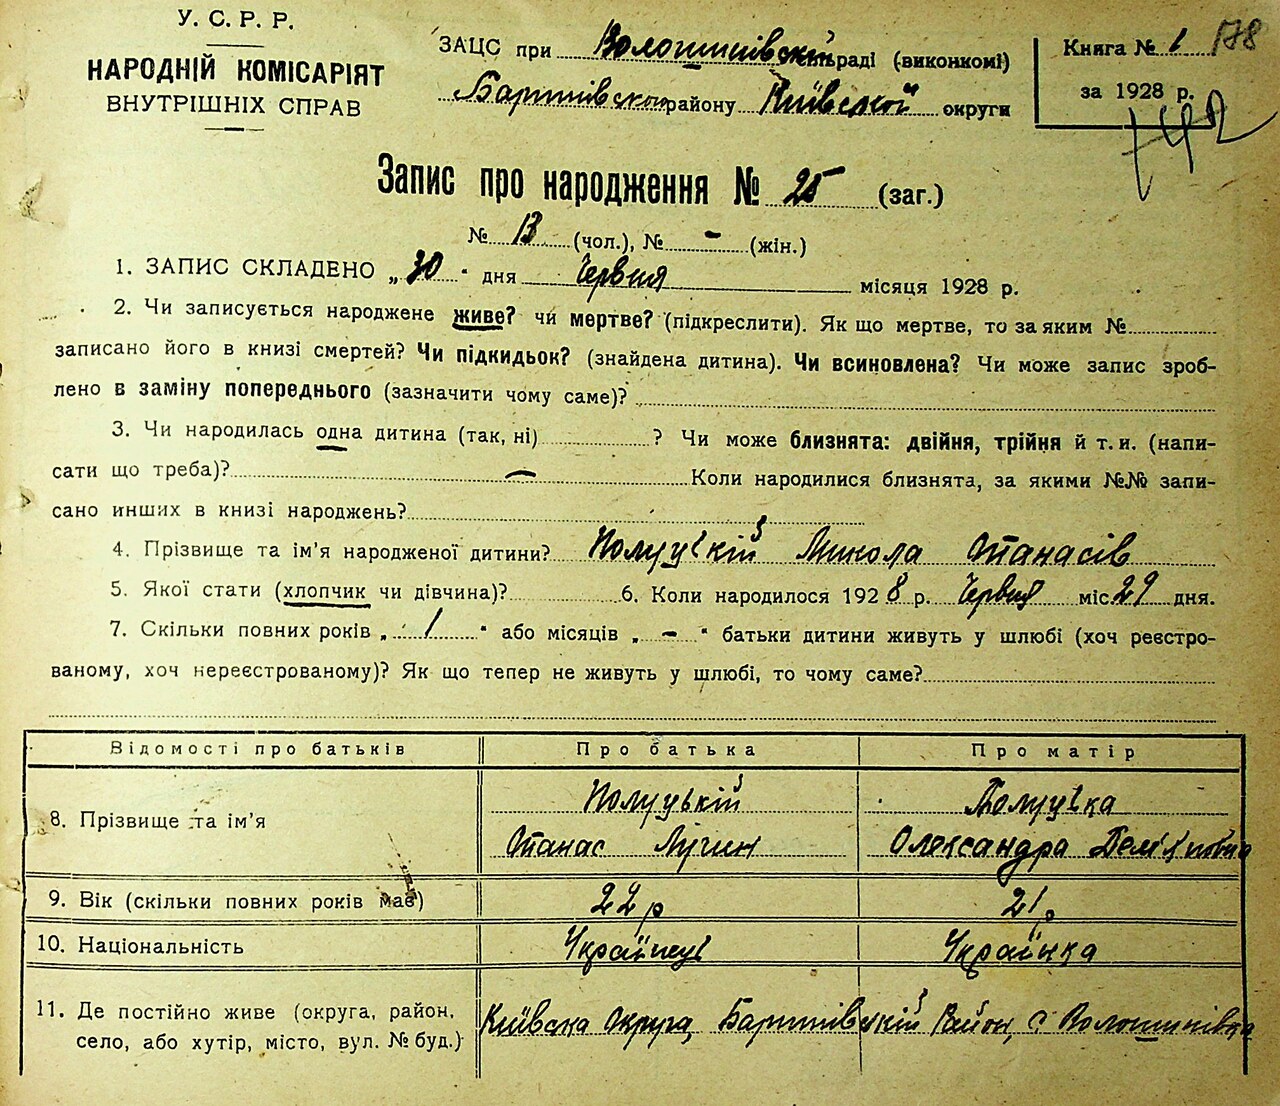 У. С. Р. Р.
НАРОДНІЙ КОМІСАРІЯТ
ВНУТРІШНІХ СПРАВ
ЗАЦС при Волошинівскій раді (виконкомі)
Баришівского району Київской округи
Книга № 1 178
за 1928 р.
Запис про народження № 25 (заг.)
№ 13 (чол.), № – (жін.)
1. ЗАПИС СКЛАДЕНО „30" дня Червня місяця 1928 р.
2. Чи записується народжене живе? чи мертве? (підкреслити). Як що мертве, то за яким №
записано його в книзі смертей? Чи підкидьок? (знайдена дитина). Чи всиновлена? Чи може запис зроб-
лено в заміну попереднього (зазначити чому саме)?
3. Чи народилась одна дитина (так, ні) ? Чи може близнята: двійня, трійня й т. и. (напи-
сати що треба)? – Коли народилися близнята, за якими №№ запи-
сано инших в книзі народжень?
4. Прізвище та ім'я народженої дитини? Полуцькій Микола Опанасів
5. Якої стати (хлопчик чи дівчина)? 6. Коли народилося 1928 р. Червня міс 29 дня.
7. Скільки повних років „1" або місяців „–" батьки дитини живуть у шлюбі (хоч реєстро-
ваному, хоч нереєстрованому)? Як що тепер не живуть у шлюбі, то чому саме?
Відомості про батьків Про батька Про матір
8. Прізвище та ім'я Полуцькій Полуцька
Опанас Олександра
9. Вік (скільки повних років має) 22 р 21 р
10. Національність Українець Українка
11. Де постійно живе (округа, район,
село, або хутір, місто, вул. № буд.) Київська Округа, Баришівській Район, с Волошинівка